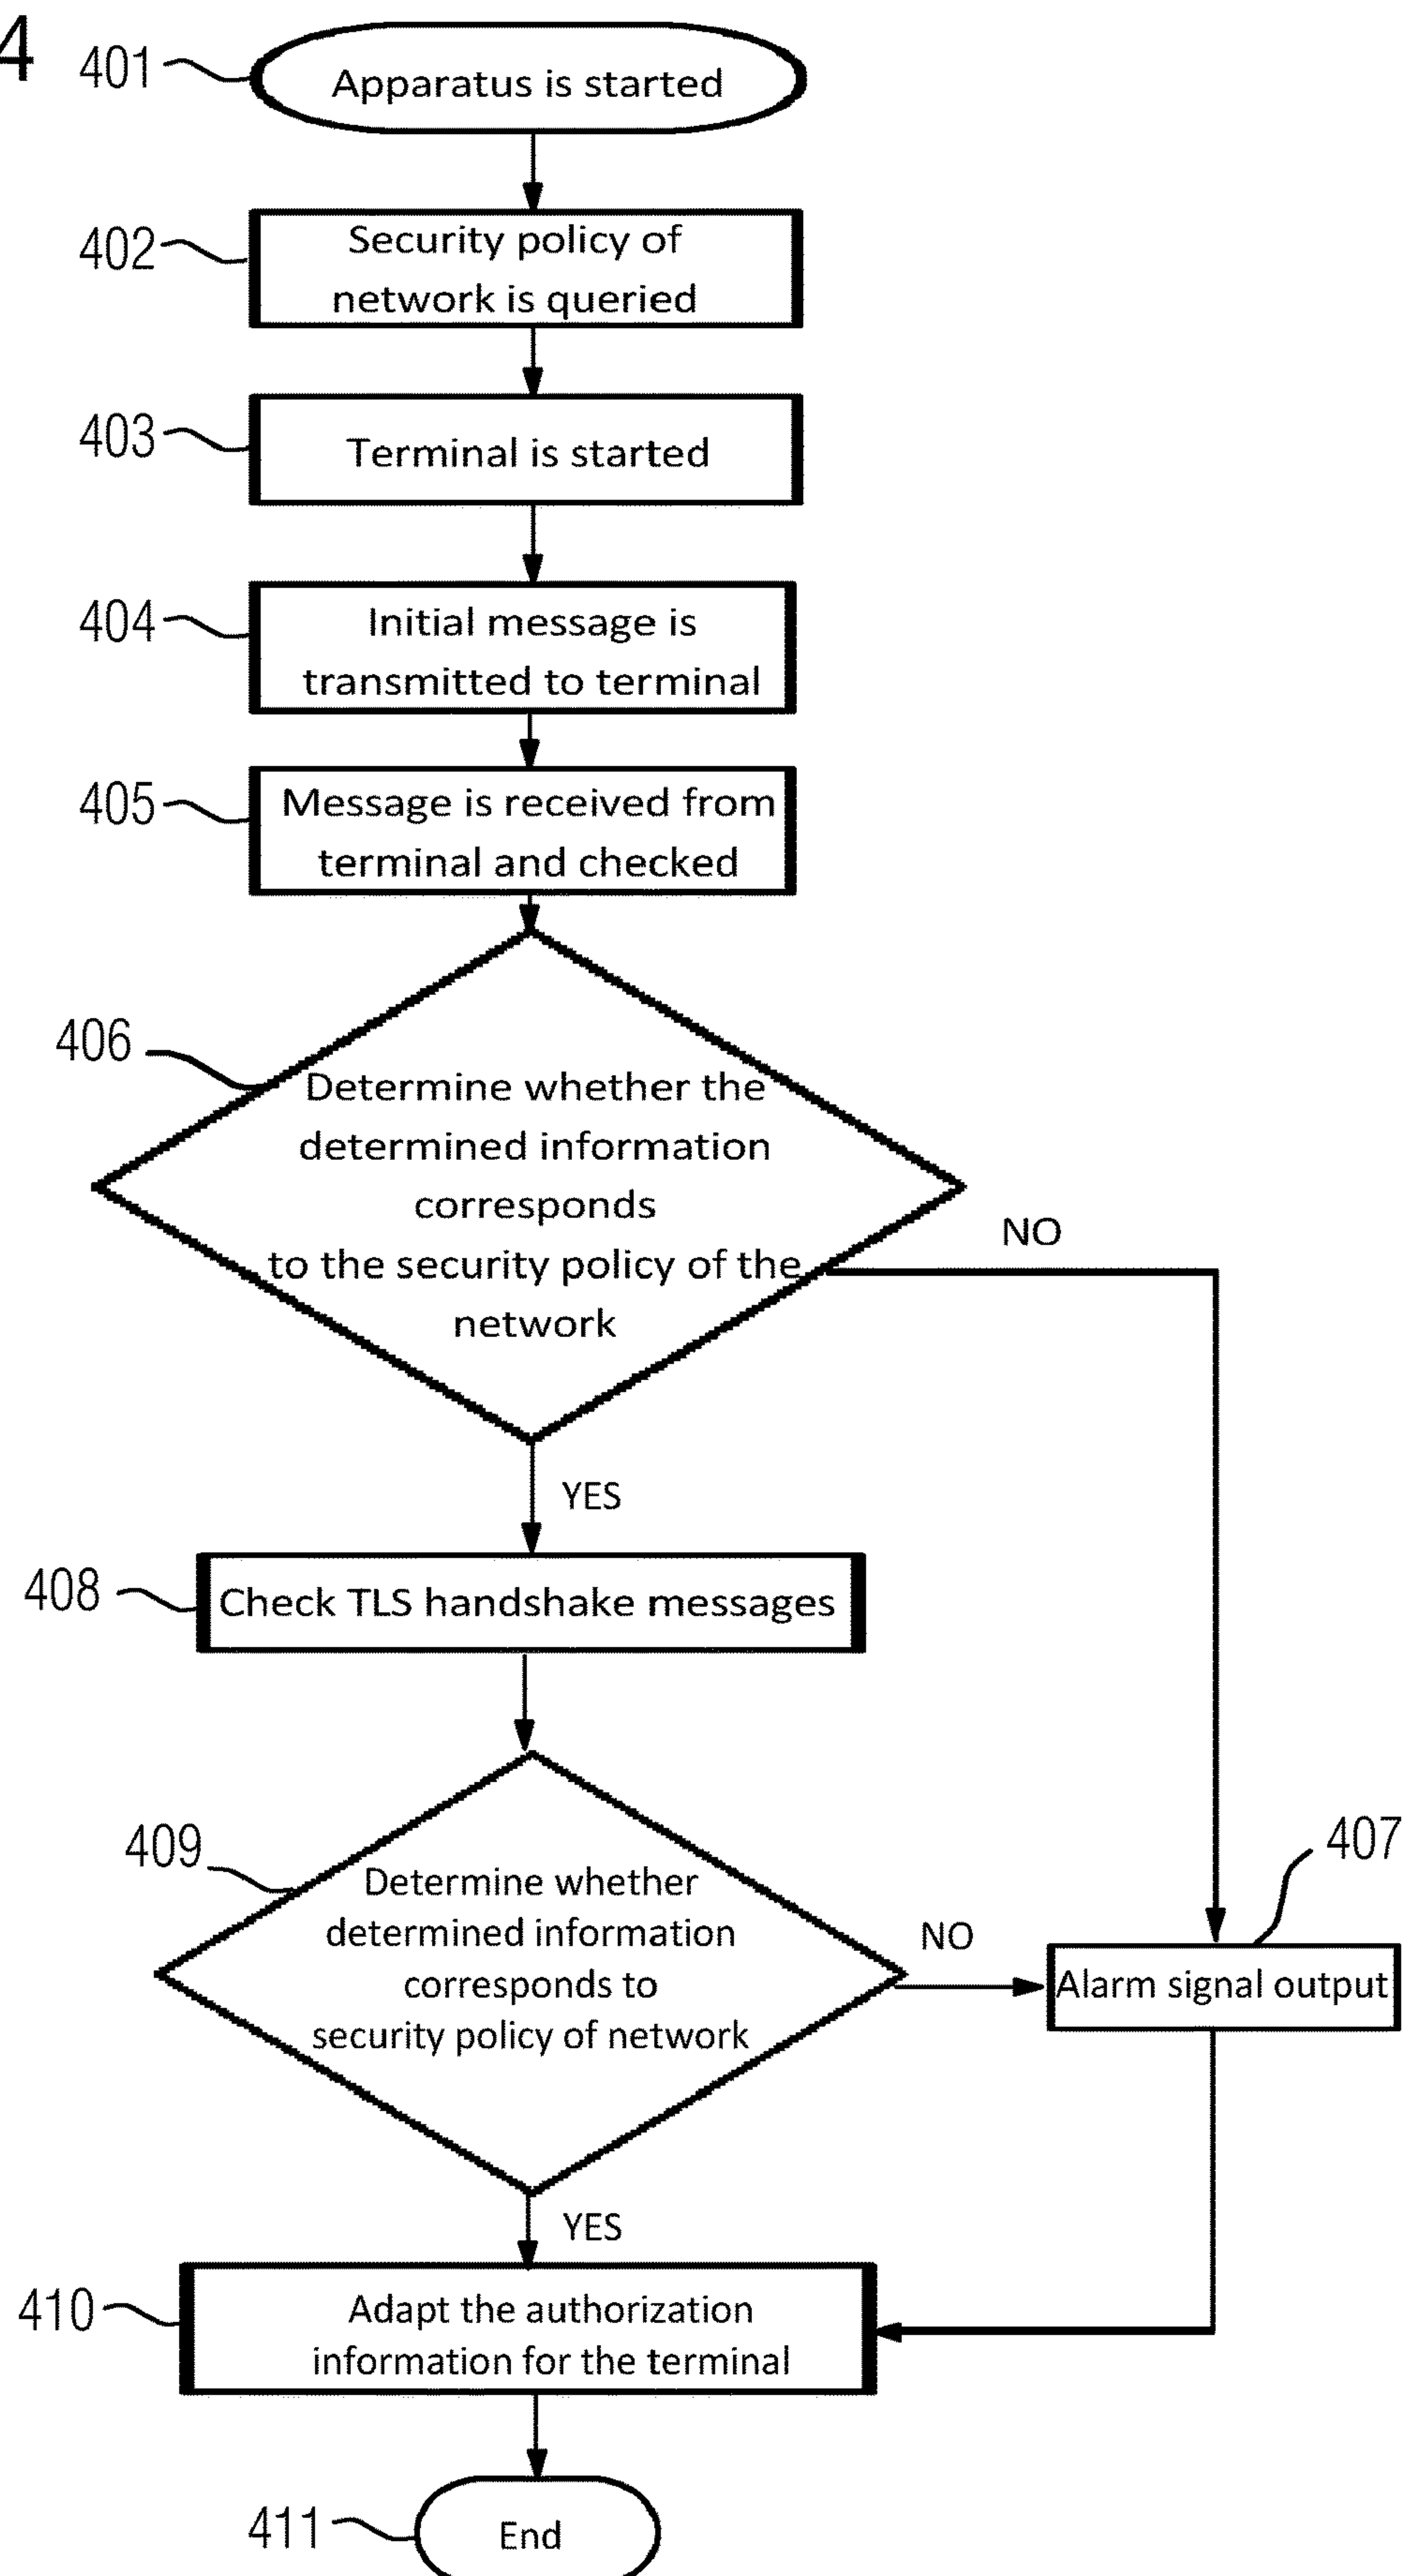 4
401
Apparatus is started
402
Security policy of
network is queried
403
Terminal is started
404
Initial message is
transmitted to terminal
405
Message is received from
terminal and checked
406
Determine whether the
determined information
corresponds
to the security policy of the
network
NO
YES
408
Check TLS handshake messages
409
Determine whether
determined information
corresponds to
security policy of network
NO
407
Alarm signal output
YES
410
Adapt the authorization
information for the terminal
411
End